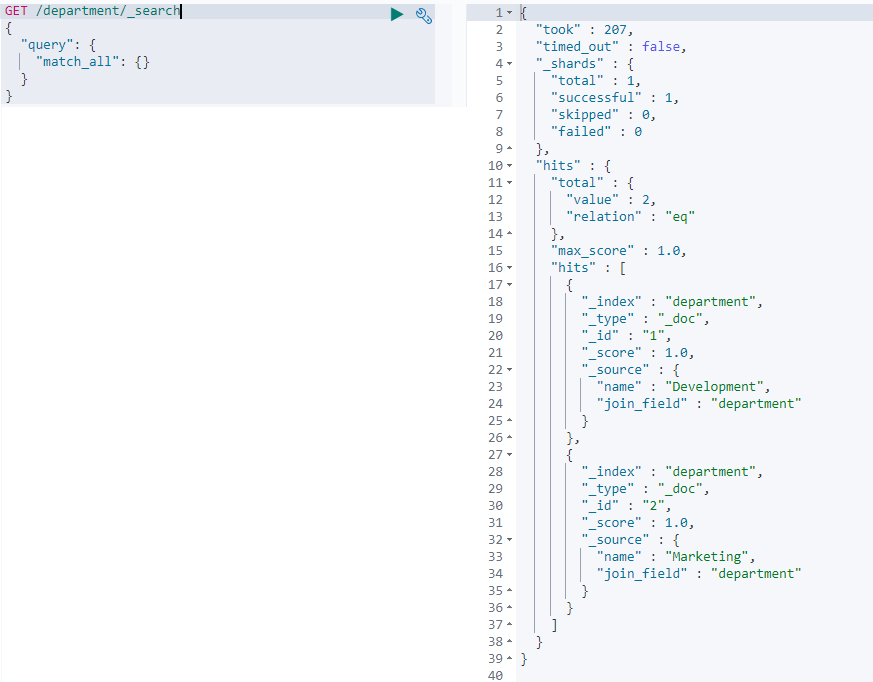 GET /department/_search
{
  "query": {
    "match_all": {}
  }
}
1 {
2   "took" : 207,
3   "timed_out" : false,
4   "_shards" : {
5     "total" : 1,
6     "successful" : 1,
7     "skipped" : 0,
8     "failed" : 0
9   },
10   "hits" : {
11     "total" : {
12       "value" : 2,
13       "relation" : "eq"
14     },
15     "max_score" : 1.0,
16     "hits" : [
17       {
18         "_index" : "department",
19         "_type" : "_doc",
20         "_id" : "1",
21         "_score" : 1.0,
22         "_source" : {
23           "name" : "Development",
24           "join_field" : "department"
25         }
26       },
27       {
28         "_index" : "department",
29         "_type" : "_doc",
30         "_id" : "2",
31         "_score" : 1.0,
32         "_source" : {
33           "name" : "Marketing",
34           "join_field" : "department"
35         }
36       }
37     ]
38   }
39 }
40